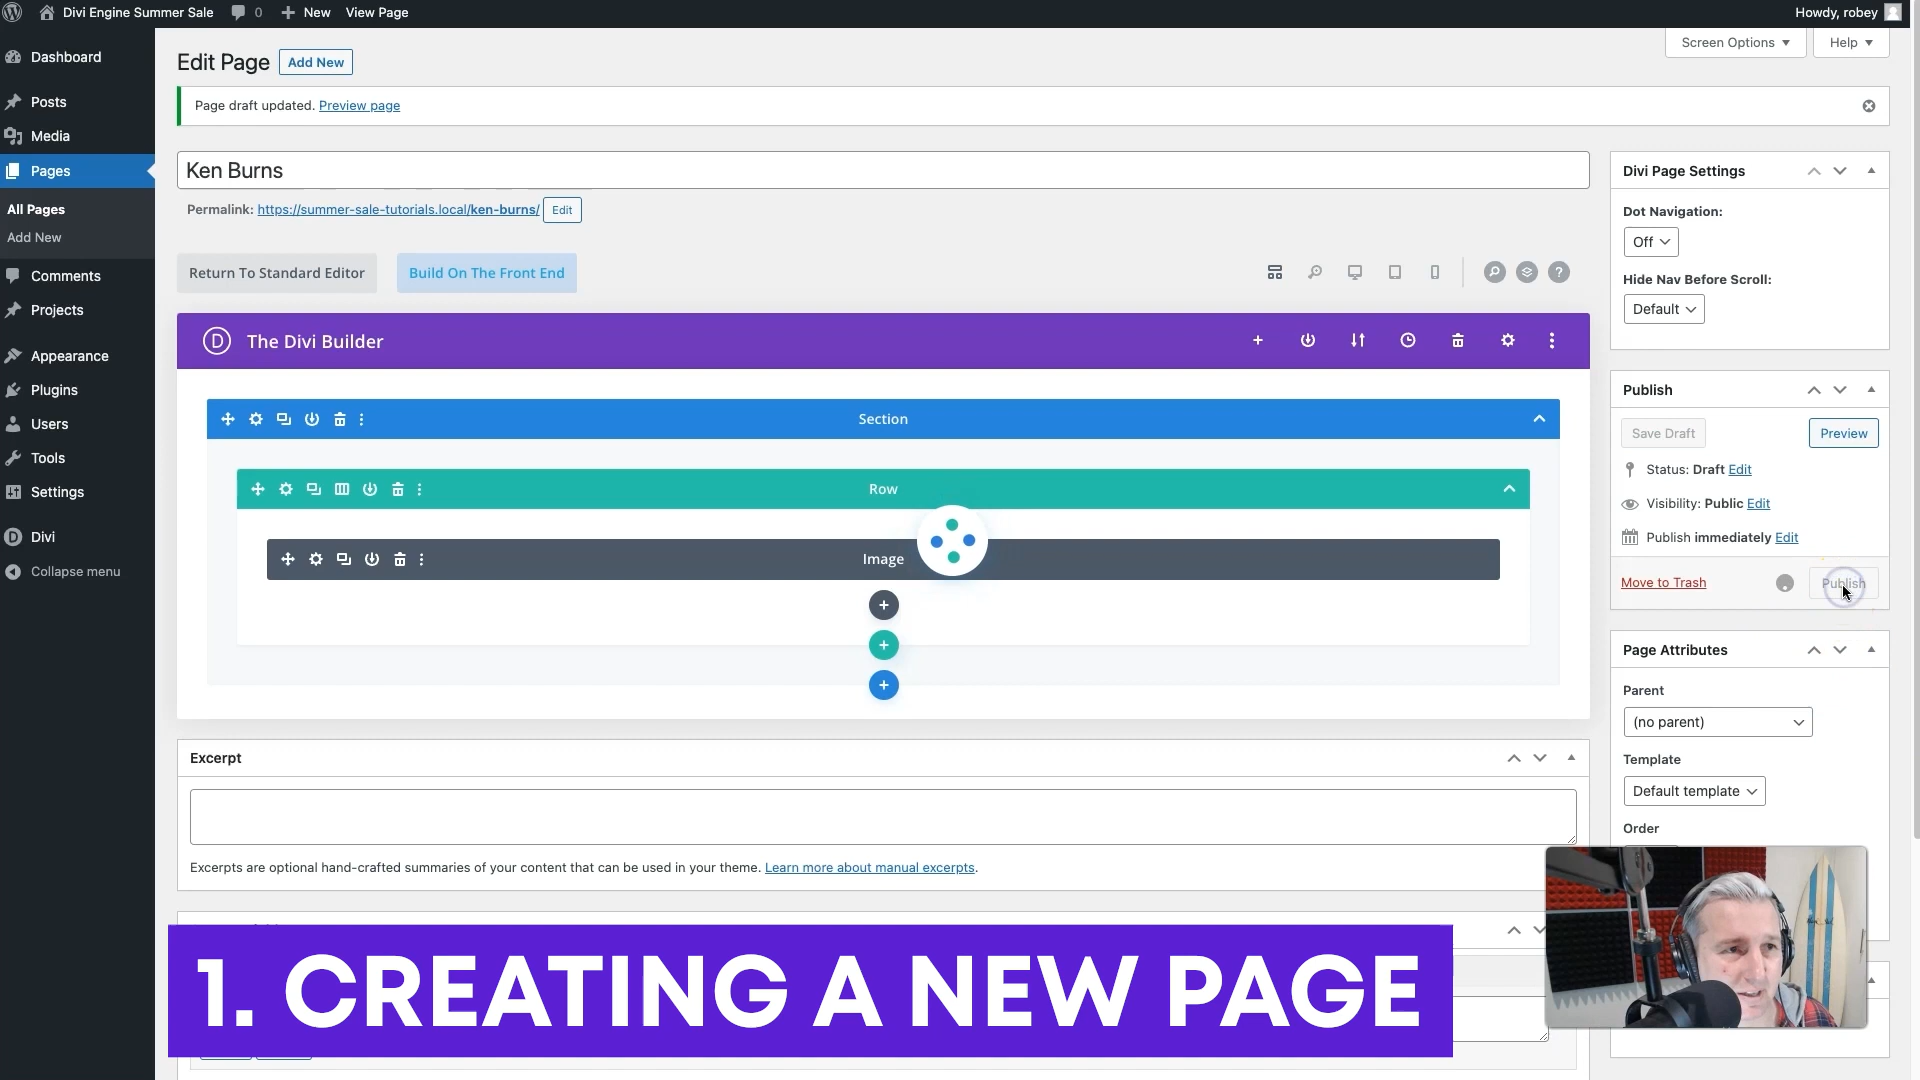 Divi Engine Summer Sale
0
New
View Page
Howdy, robey
Dashboard
Posts
Media
Pages
All Pages
Add New
Comments
Projects
Appearance
Plugins
Users
Tools
Settings
Divi
Collapse menu
Screen Options
Help
Edit Page
Add New
Page draft updated. Preview page
Ken Burns
Permalink: https://summer-sale-tutorials.local/ken-burns/ Edit
Return To Standard Editor
Build On The Front End
?
D The Divi Builder
Section
Row
Image
Excerpt
Excerpts are optional hand-crafted summaries of your content that can be used in your theme. Learn more about manual excerpts.
Divi Page Settings
Dot Navigation:
Off
Hide Nav Before Scroll:
Default
Publish
Save Draft
Preview
Status: Draft Edit
Visibility: Public Edit
Publish immediately Edit
Move to Trash
Publish
Page Attributes
Parent
(no parent)
Template
Default template
Order
1. CREATING A NEW PAGE